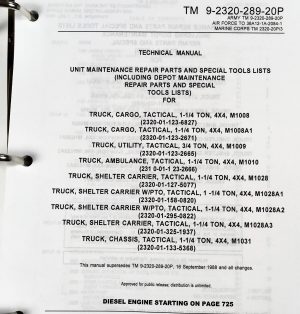 TM 9-2320-289-20P
ARMY TM 9-2320-289-20P
AIR FORCE TO 36A12-1A-2084-1
MARINE CORPS TM 2320-20P/3
TECHNICAL MANUAL
UNIT MAINTENANCE REPAIR PARTS AND SPECIAL TOOLS LISTS
(INCLUDING DEPOT MAINTENANCE
REPAIR PARTS AND SPECIAL
TOOLS LISTS)
FOR
TRUCK, CARGO, TACTICAL, 1-1/4 TON, 4X4, M1008
(2320-01-123-6827)
TRUCK, CARGO, TACTICAL, 1-1/4 TON, 4X4, M1008A1
(2320-01-123-2671)
TRUCK, UTILITY, TACTICAL, 3/4 TON, 4X4, M1009
(2320-01-123-2665)
TRUCK, AMBULANCE, TACTICAL, 1-1/4 TON, 4X4, M1010
(231 0-01-1 23-2666)
TRUCK, SHELTER CARRIER, TACTICAL, 1-1/4 TON, 4X4, M1028
(2320-01-127-5077)
TRUCK, SHELTER CARRIER W/PTO, TACTICAL, 1 -1/4 TON, 4X4, M1028A1
(2320-01-158-0820)
TRUCK, SHELTER CARRIER W/PTO, TACTICAL, 1-1/4 TON, 4X4, M1028A2
(2320-01-295-0822)
TRUCK, SHELTER CARRIER, TACTICAL, 1-1/4 TON, 4X4, M1028A3
(2320-01-325-1937)
TRUCK, CHASSIS, TACTICAL, 1-1/4 TON, 4X4, M1031
(2320-01-133-5368)
This manual supersedes TM 9-2320-289-20P, 16 September 1988 and all changes.
Approved for public release; distribution is unlimited.
DIESEL ENGINE STARTING ON PAGE 725